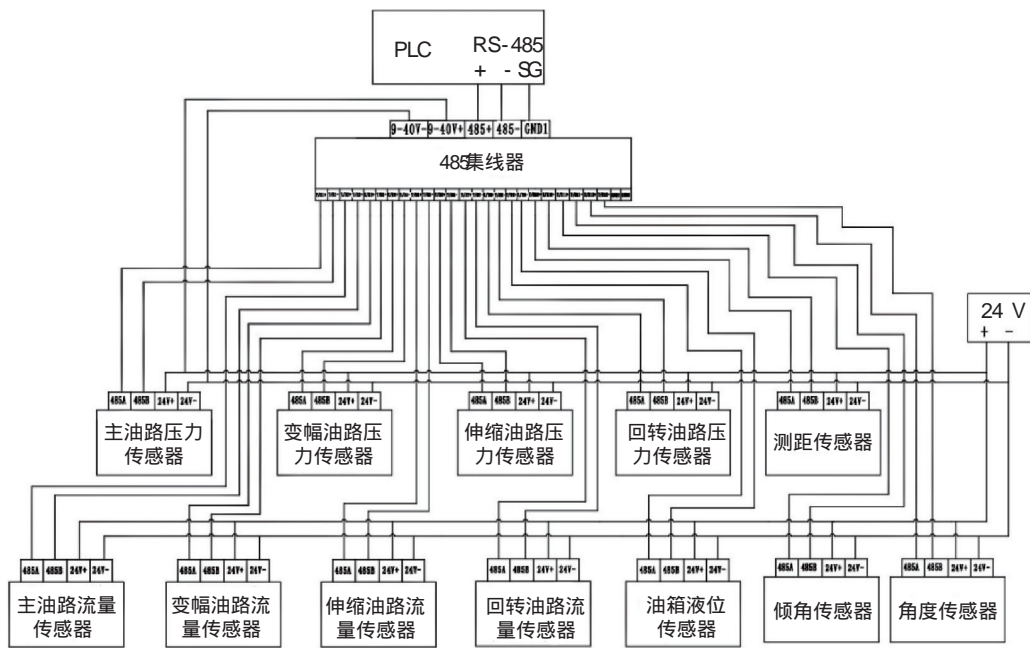 PLC RS-485
+ - SG
9-40V- 9-40V+ 485+ 485- GND1
485集线器
24 V
+ -
485A 485B 24V+ 24V-
主油路压力
传感器
485A 485B 24V+ 24V-
变幅油路压
力传感器
485A 485B 24V+ 24V-
伸缩油路压
力传感器
485A 485B 24V+ 24V-
回转油路压
力传感器
485A 485B 24V+ 24V-
测距传感器
485A 485B 24V+ 24V-
主油路流量
传感器
485A 485B 24V+ 24V-
变幅油路流
量传感器
485A 485B 24V+ 24V-
伸缩油路流
量传感器
485A 485B 24V+ 24V-
回转油路流
量传感器
485A 485B 24V+ 24V-
油箱液位
传感器
485A 485B 24V+ 24V-
倾角传感器
485A 485B 24V+ 24V-
角度传感器